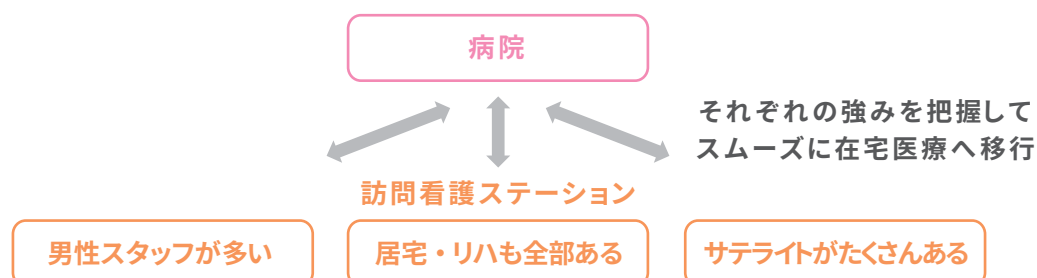 病院
それぞれの強みを把握して
スムーズに在宅医療へ移行
訪問看護ステーション
男性スタッフが多い
居宅・リハも全部ある
サテライトがたくさんある